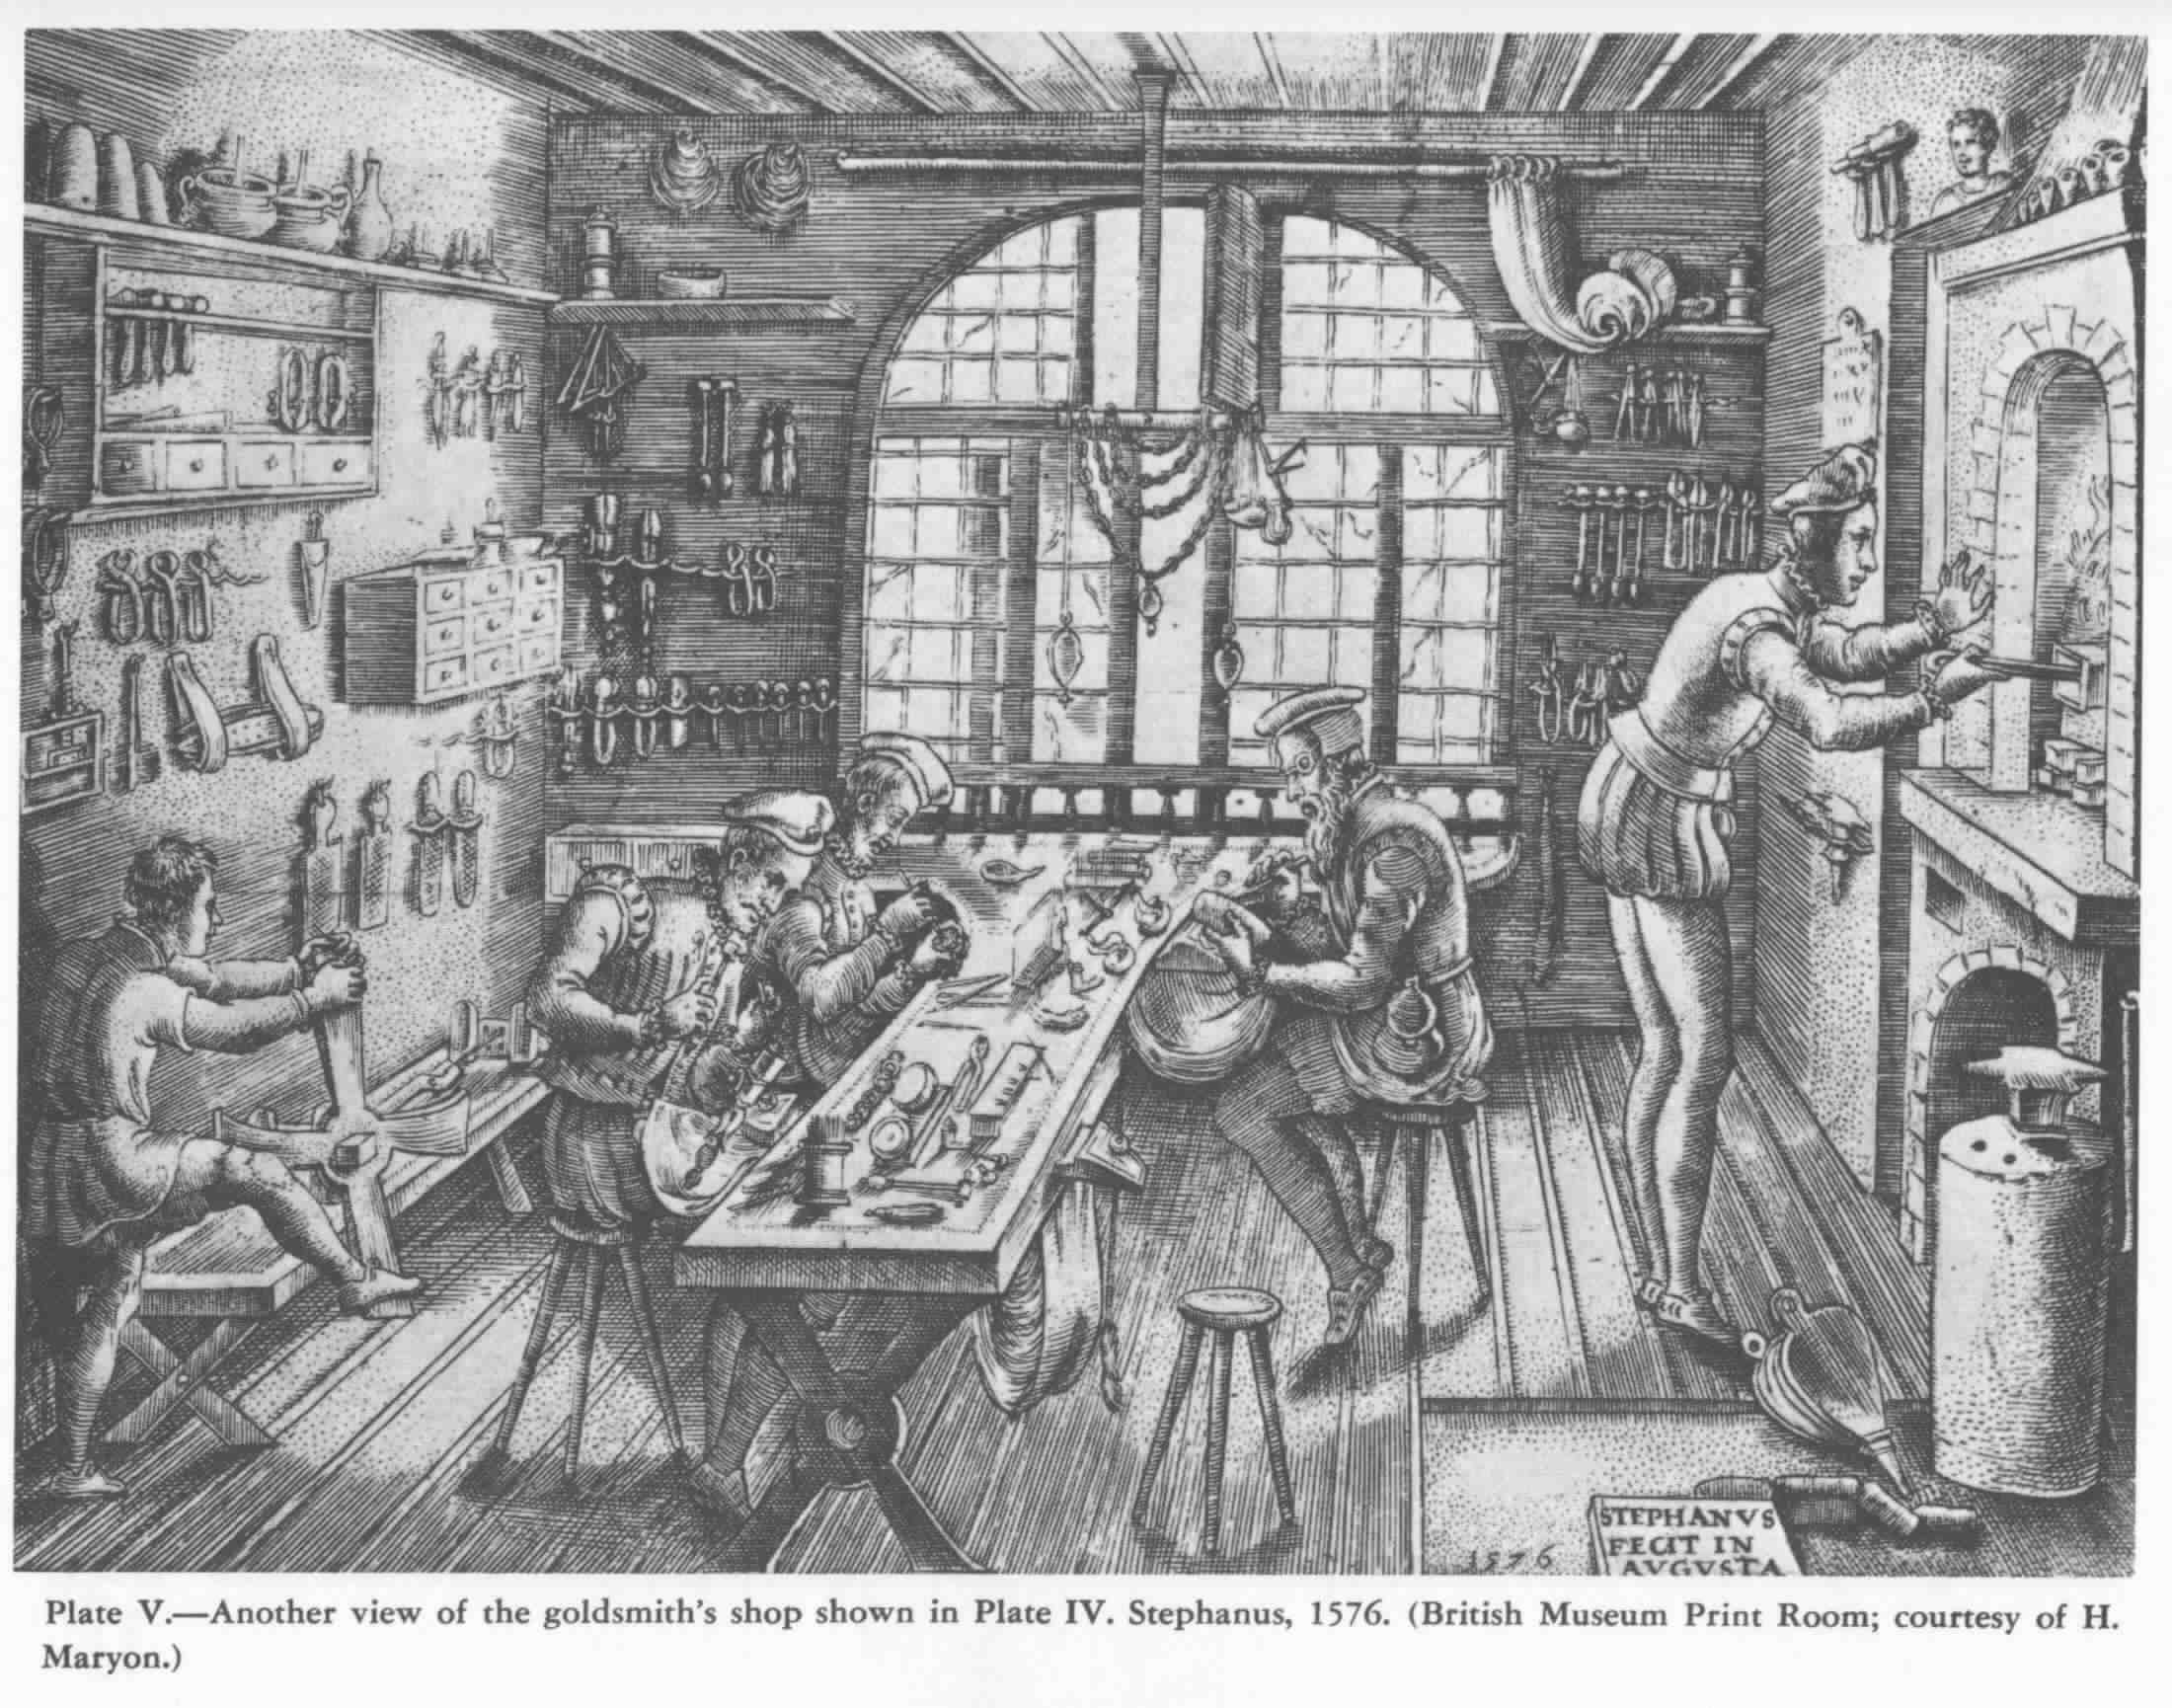 1576
STEPHANVS
FECIT IN
AVGVSTA
Plate V.—Another view of the goldsmith's shop shown in Plate IV. Stephanus, 1576. (British Museum Print Room; courtesy of H.
Maryon.)